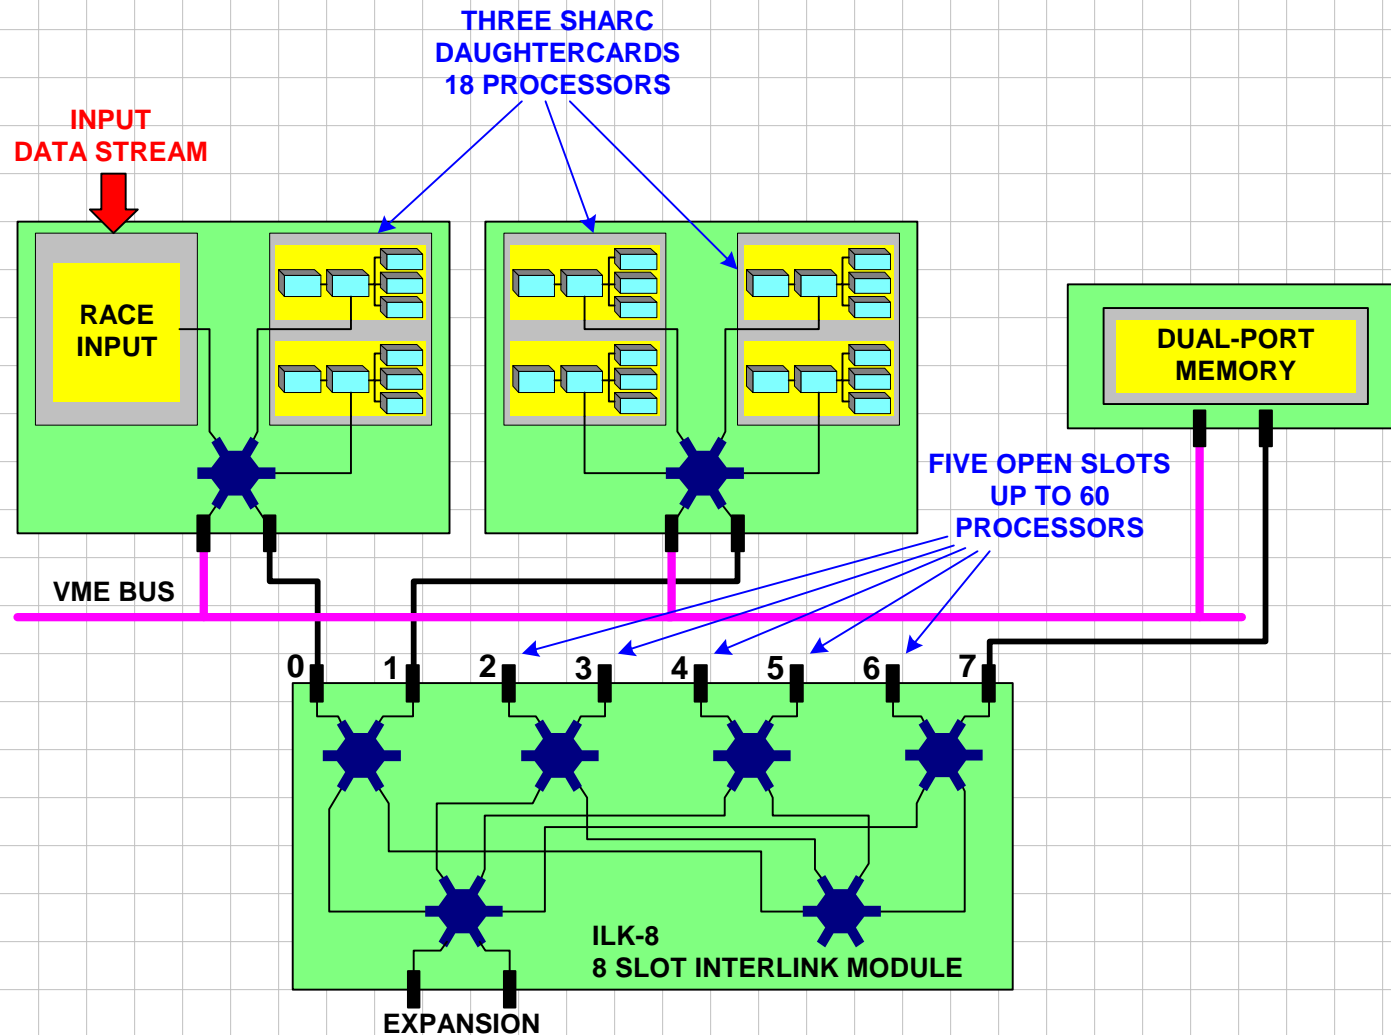 THREE SHARC
DAUGHTERCARDS
18 PROCESSORS
INPUT
DATA STREAM
RACE
INPUT
DUAL-PORT
MEMORY
FIVE OPEN SLOTS
UP TO 60
PROCESSORS
VME BUS
0 1 2 3 4 5 6 7
ILK-8
8 SLOT INTERLINK MODULE
EXPANSION